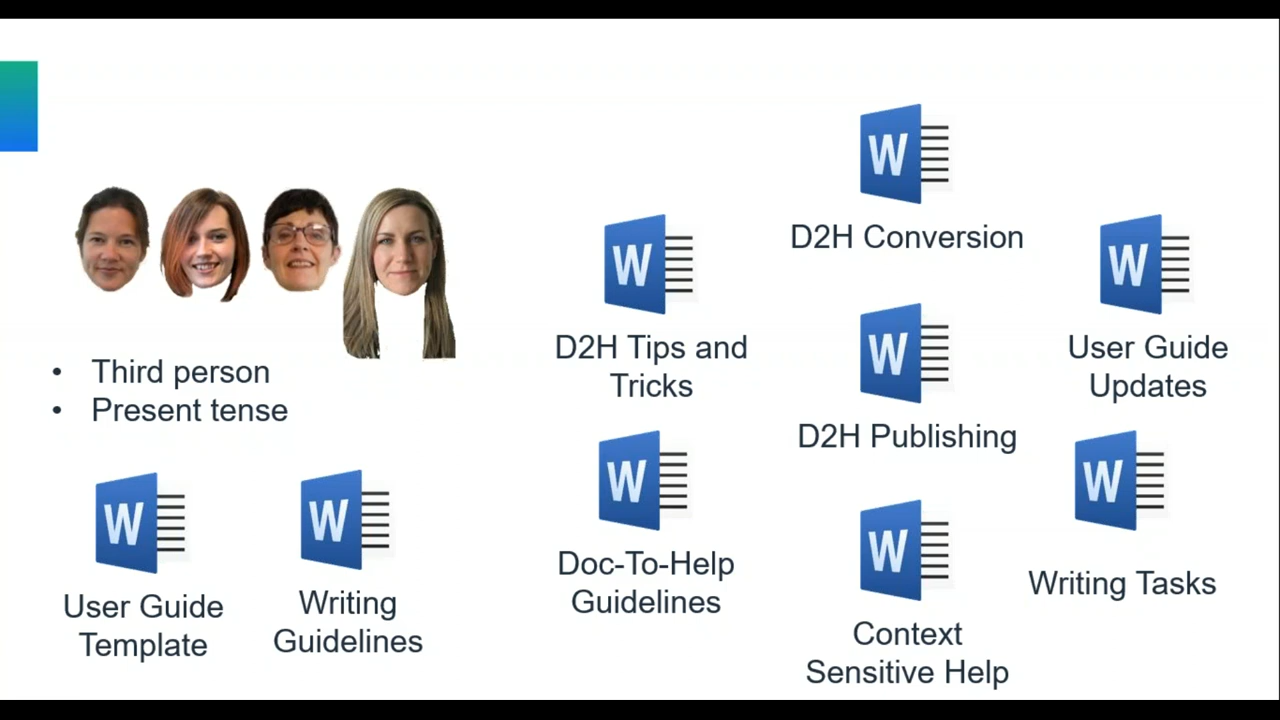 • Third person
• Present tense
W
User Guide
Template
W
Writing
Guidelines
W
D2H Tips and
Tricks
W
Doc-To-Help
Guidelines
W
D2H Conversion
W
D2H Publishing
W
Context
Sensitive Help
W
User Guide
Updates
W
Writing Tasks